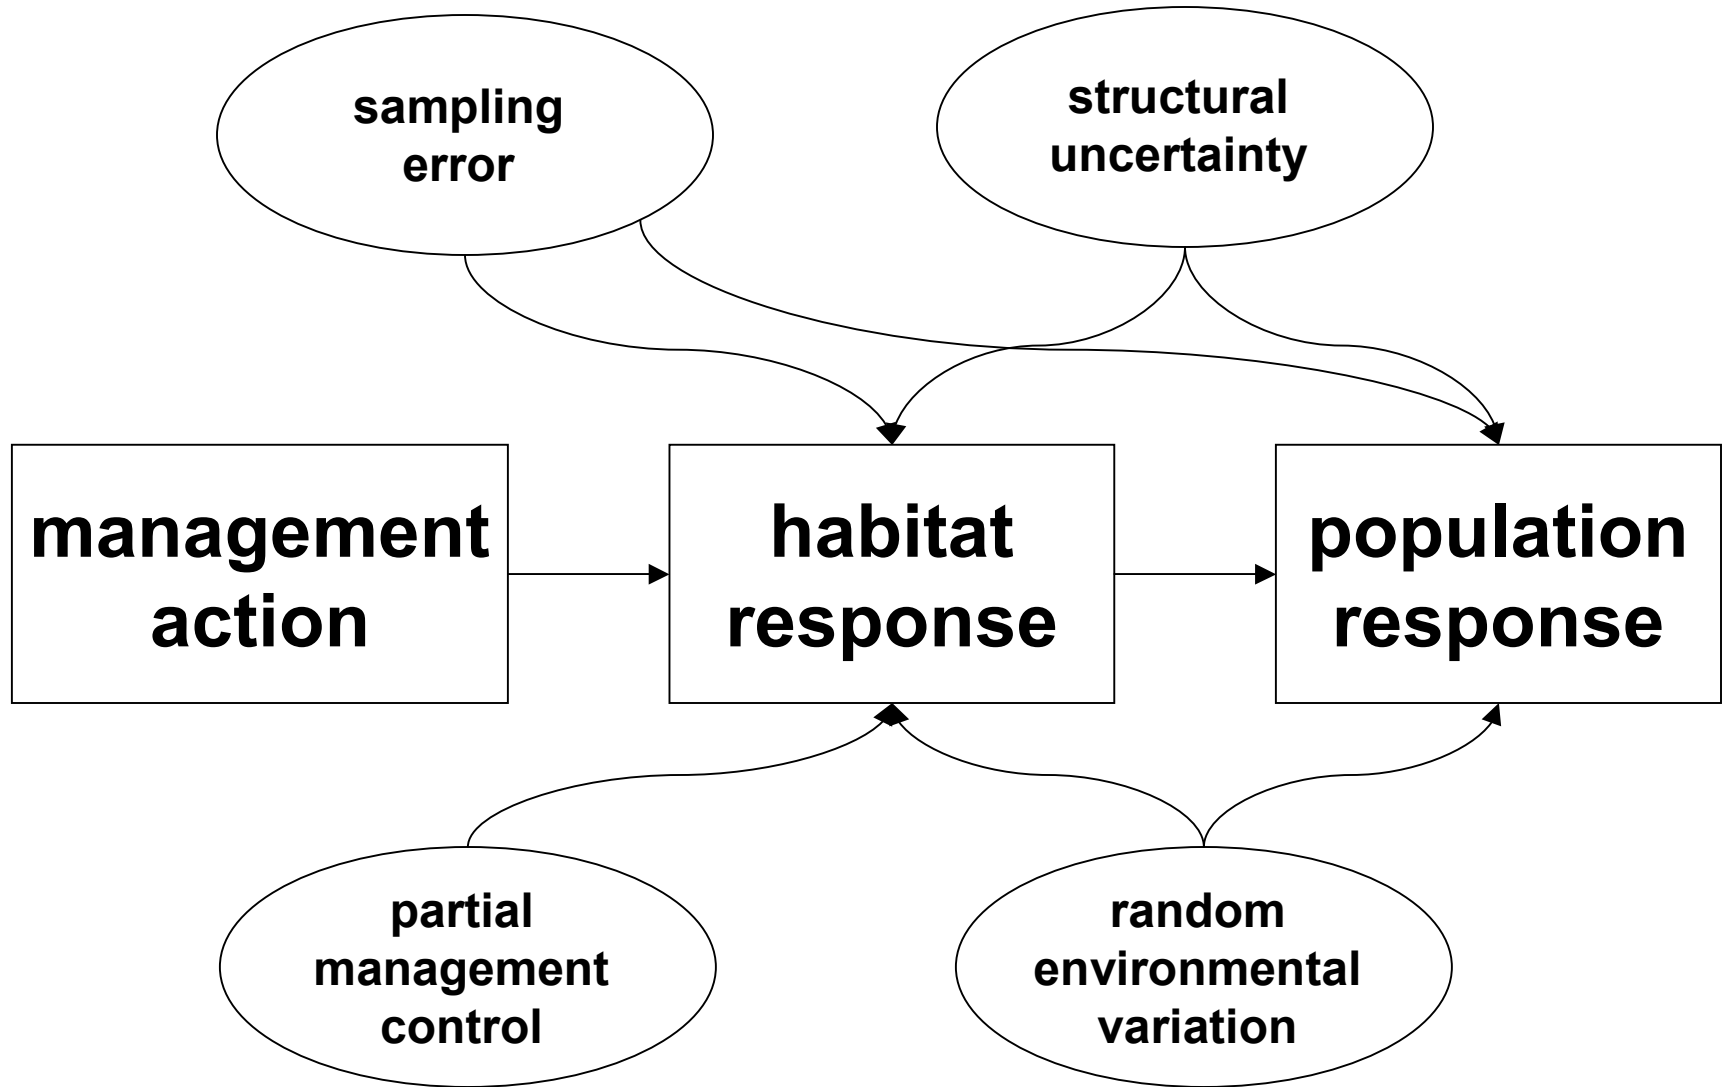 sampling
error
structural
uncertainty
management
action
habitat
response
population
response
partial
management
control
random
environmental
variation